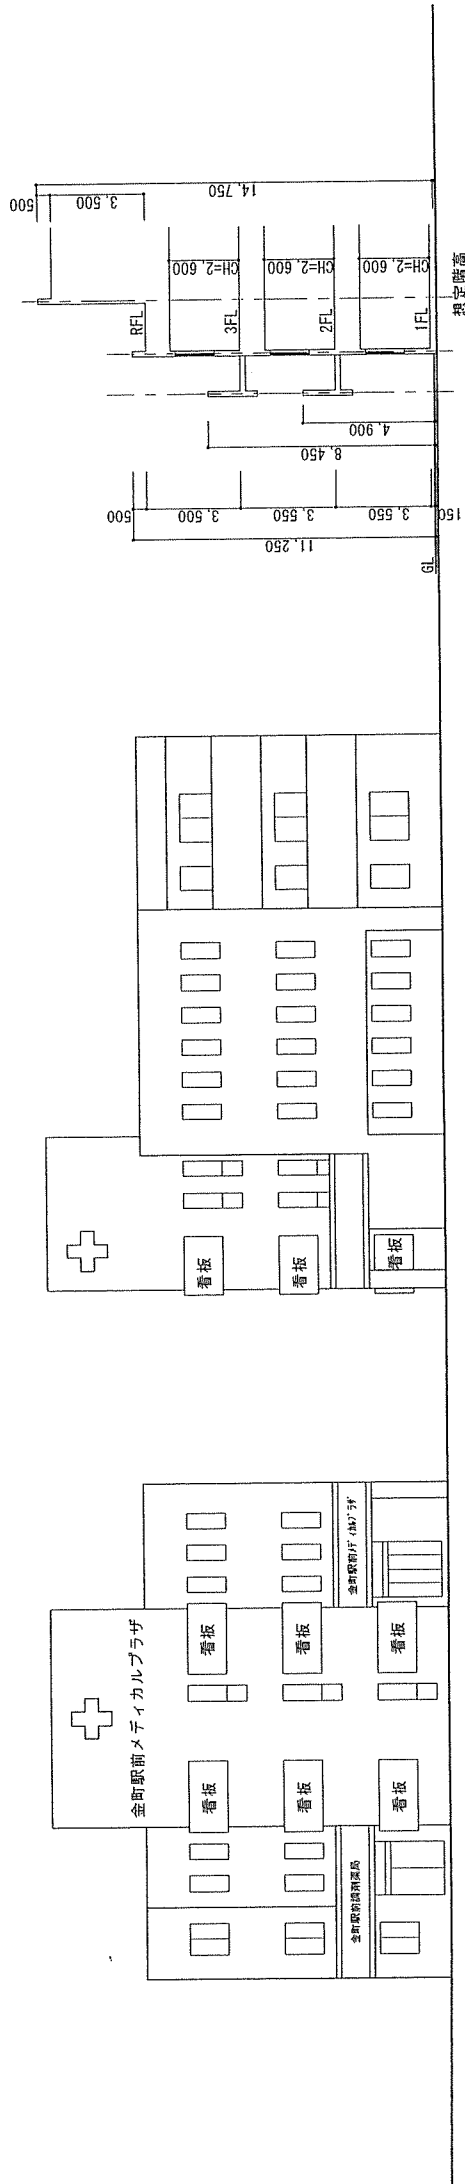 金町駅前メディカルプラザ
看板
看板
看板
看板
看板
看板
金町駅前調剤薬局
金町駅前メディカルプラザ
看板
看板
看板
GL
11,250
500
3,500
3,550
3,550
150
8,450
4,900
RFL
3FL
2FL
1FL
CH=2,600
CH=2,600
CH=2,600
500
3,500
14,750
想定階高